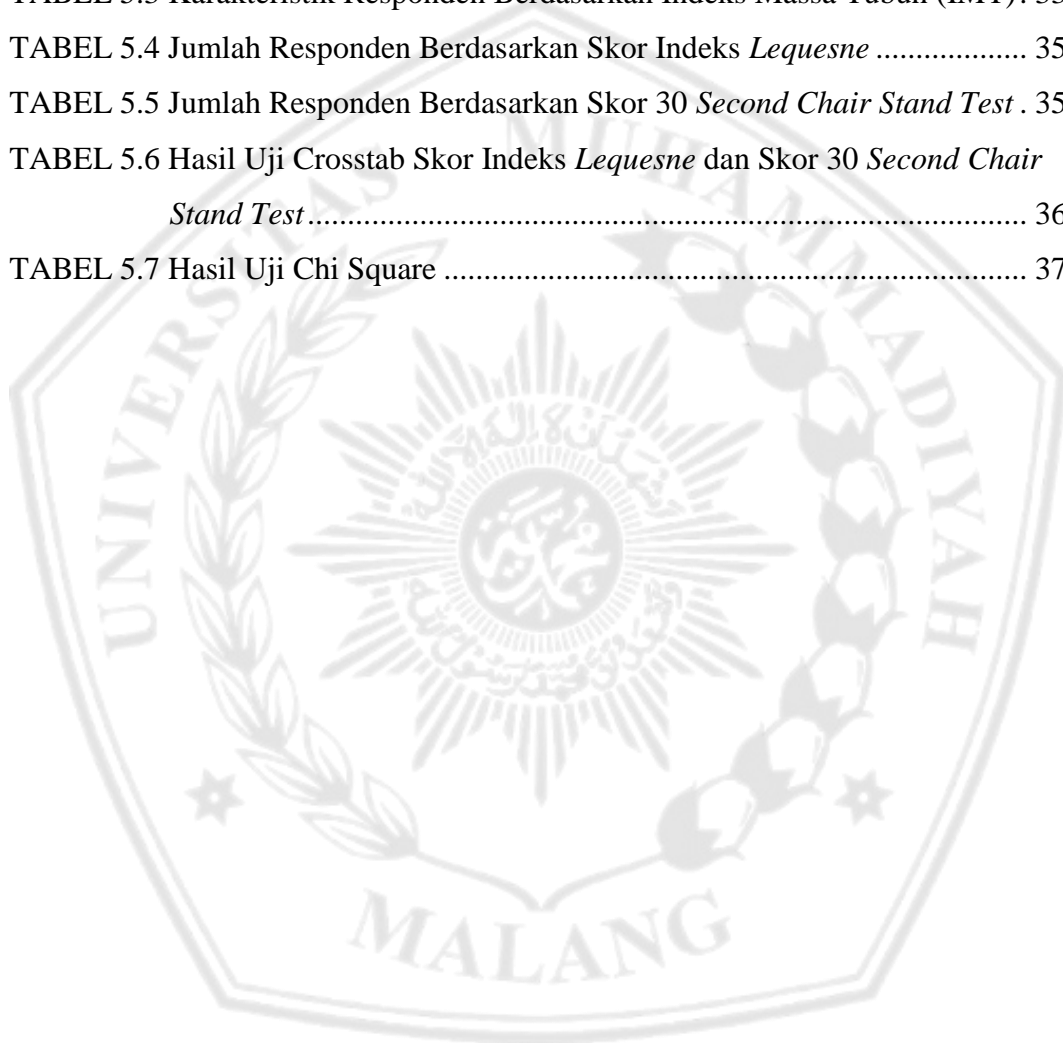 TABEL 5.4 Jumlah Responden Berdasarkan Skor Indeks Lequesne ................... 35
TABEL 5.5 Jumlah Responden Berdasarkan Skor 30 Second Chair Stand Test . 35
TABEL 5.6 Hasil Uji Crosstab Skor Indeks Lequesne dan Skor 30 Second Chair
Stand Test .......................................................................................... 36
TABEL 5.7 Hasil Uji Chi Square ......................................................................... 37
UNIVERSITAS MUHAMMADIYAH
MALANG